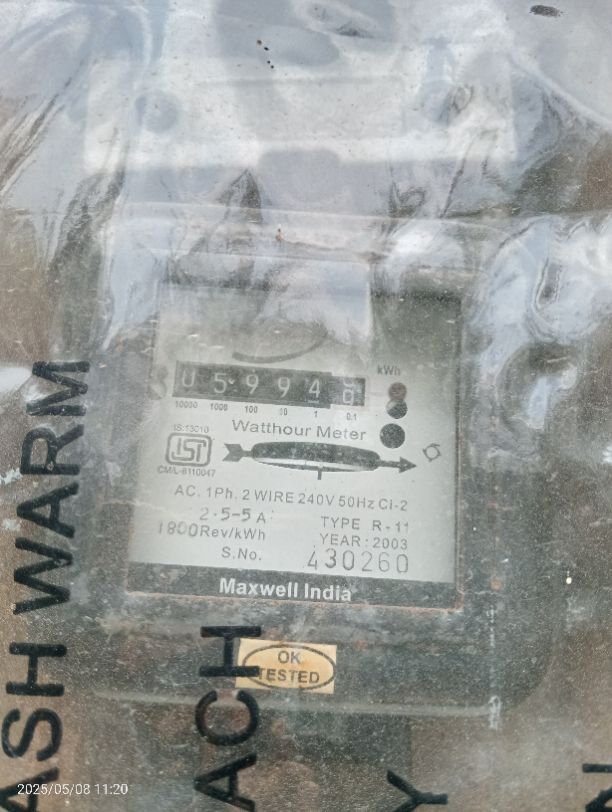 kWh
0 5 9 9 4
10000 1000 100 10 1 0.1
Watthour Meter
IS:13010
ISI
CM/L-8110047
AC. 1Ph. 2 WIRE 240V 50Hz Cl-2
2·5-5 A TYPE R-11
1800Rev/kWh YEAR:2003
S.No. 430260
Maxwell India
OK
TESTED
ASH WARM
ACH
Y
2025/05/08 11:20